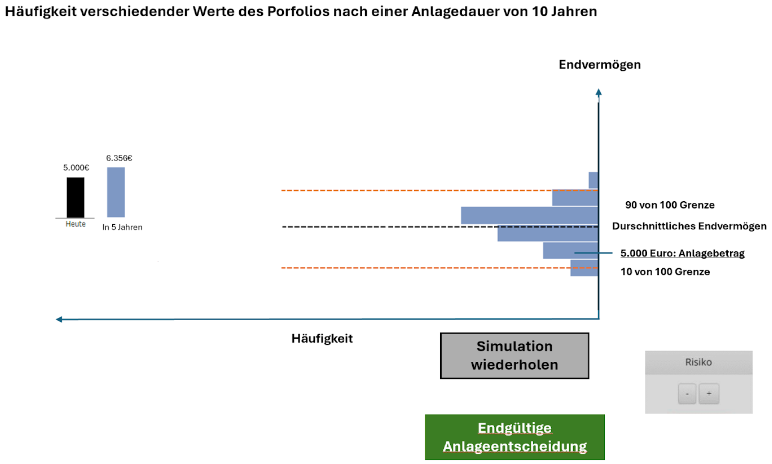 Häufigkeit verschiedender Werte des Porfolios nach einer Anlagedauer von 10 Jahren
Endvermögen
6.356€
5.000€
Heute
In 5 Jahren
90 von 100 Grenze
Durschnittliches Endvermögen
5.000 Euro: Anlagebetrag
10 von 100 Grenze
Häufigkeit
Simulation
wiederholen
Risiko
- +
Endgültige
Anlageentscheidung